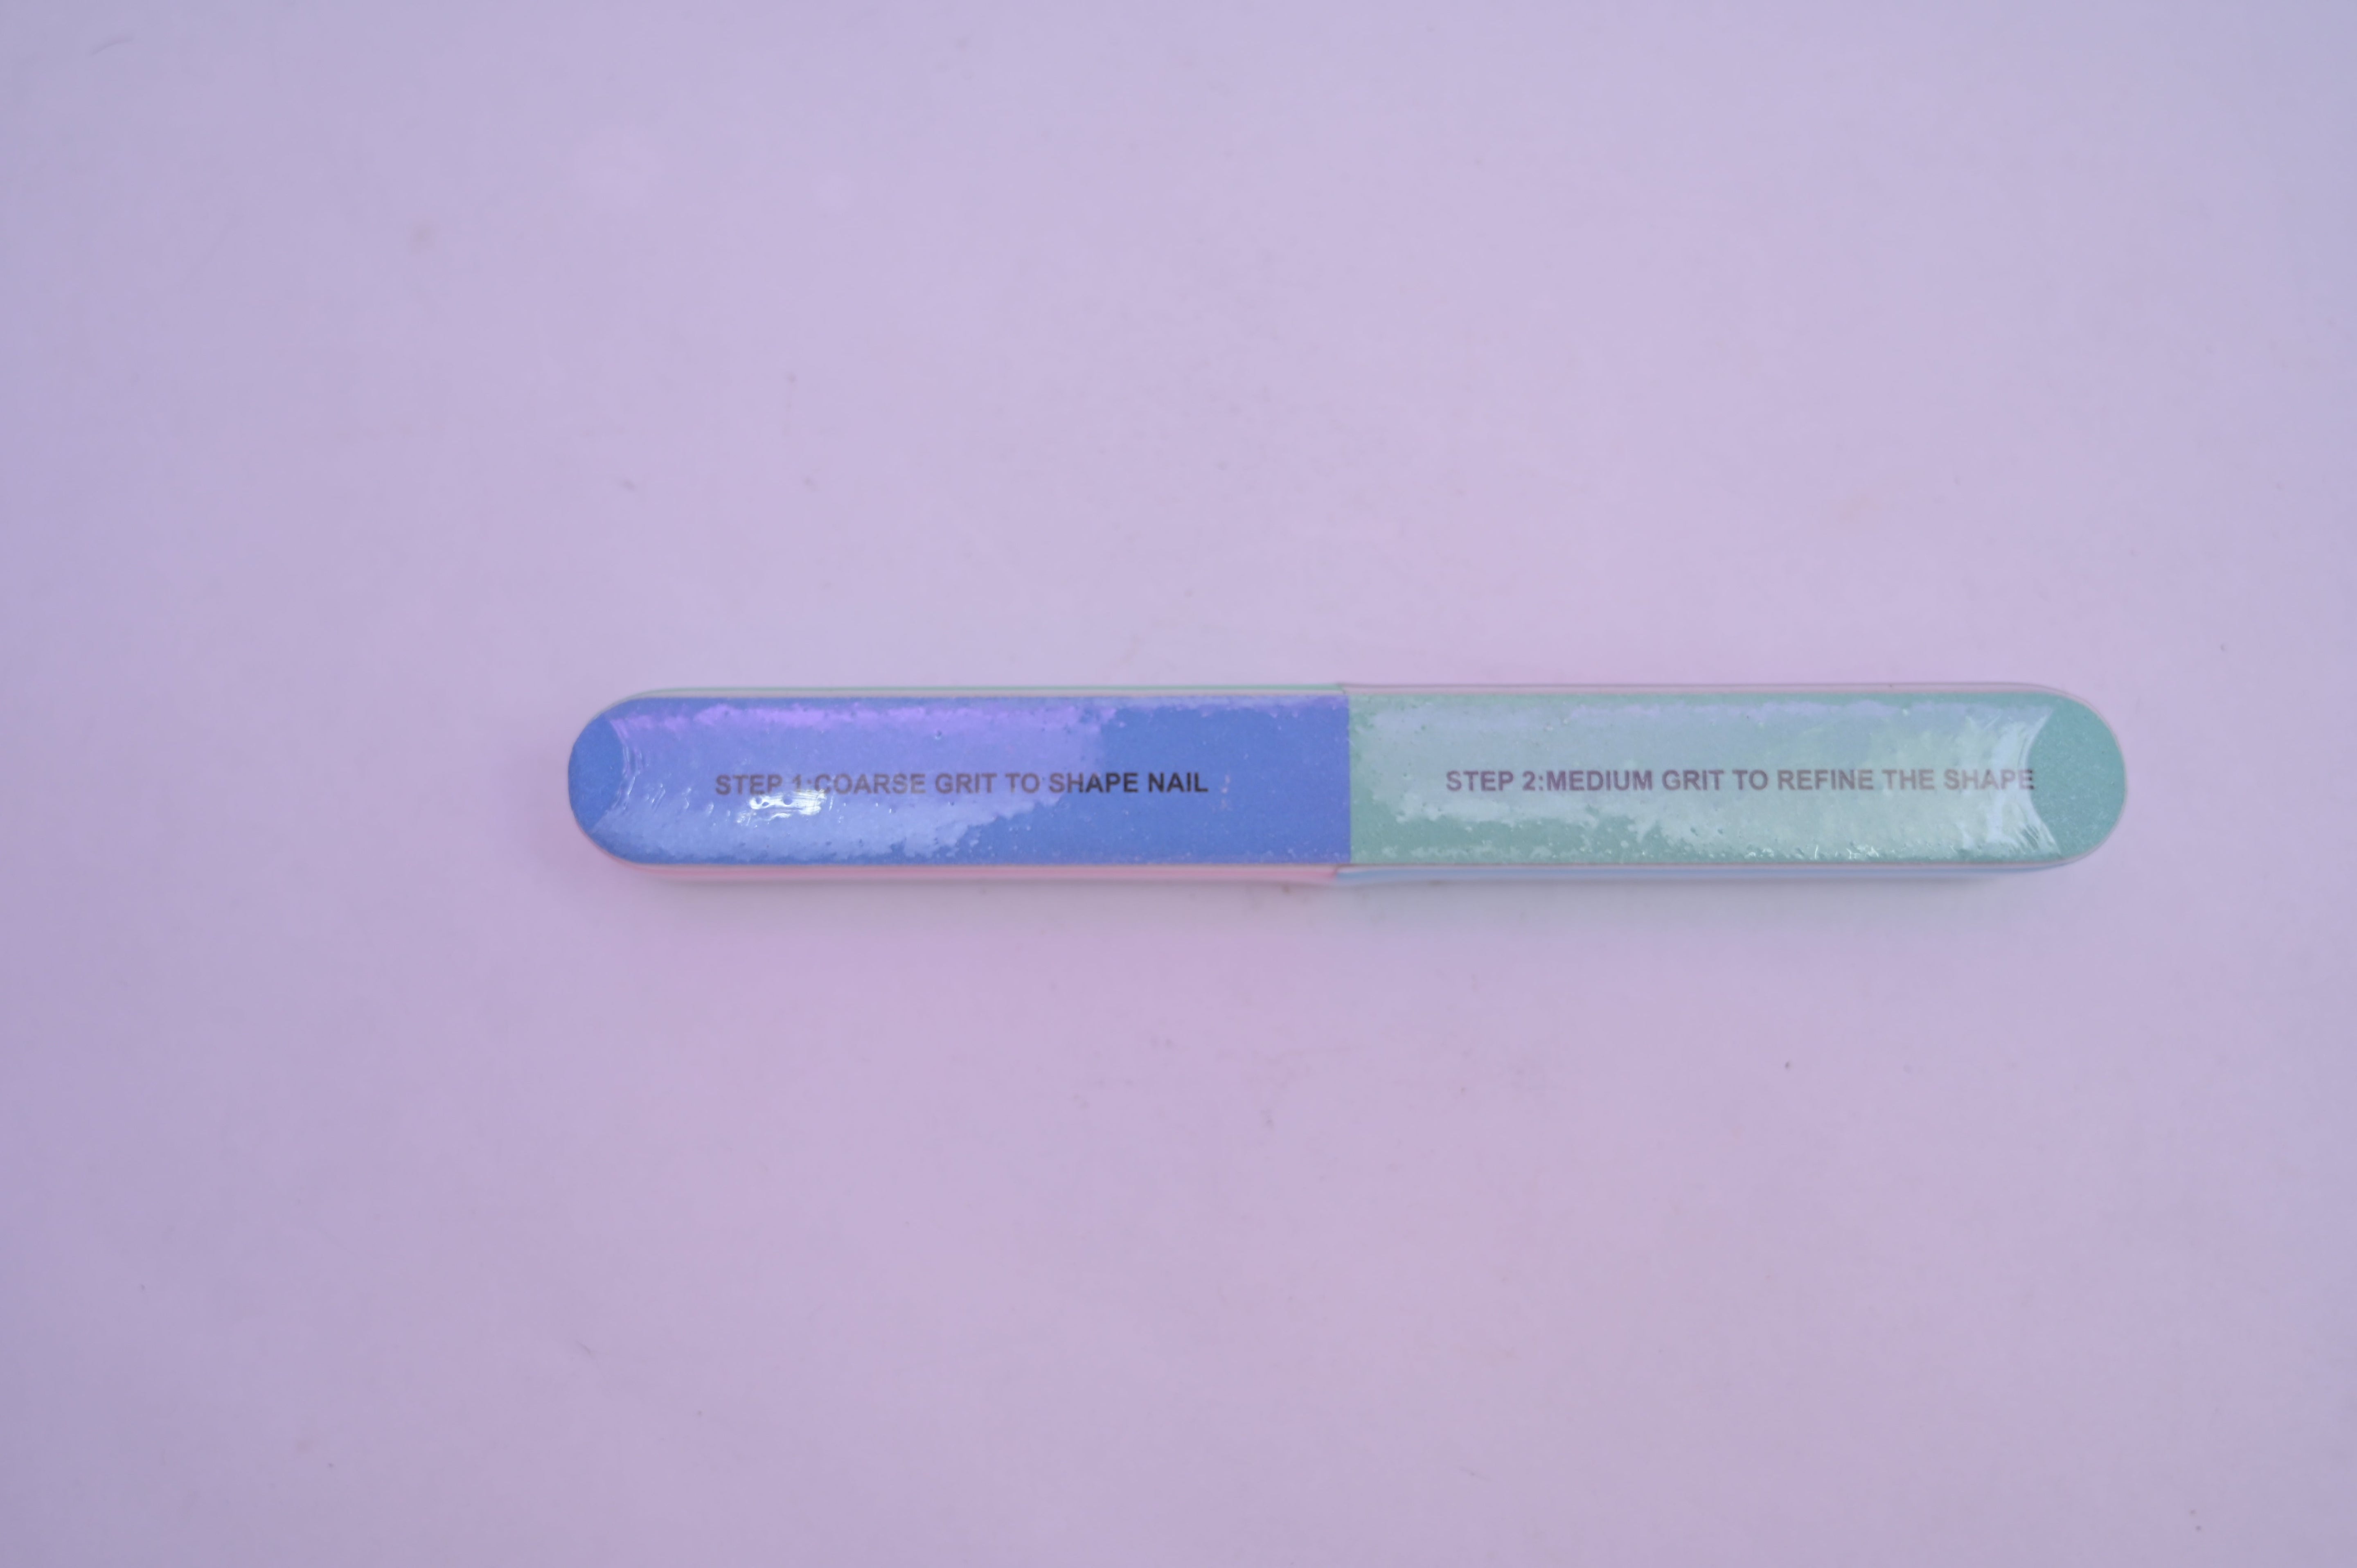 STEP 1:COARSE GRIT TO SHAPE NAIL
STEP 2:MEDIUM GRIT TO REFINE THE SHAPE